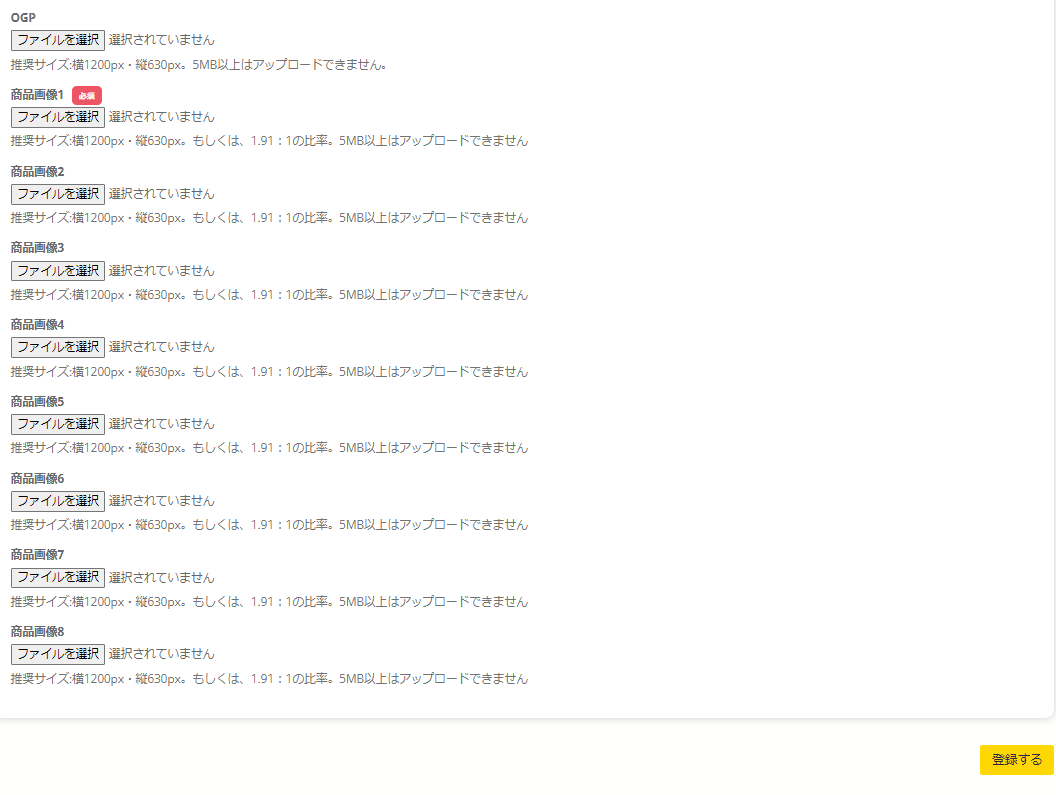 OGP
ファイルを選択 選択されていません
推奨サイズ:横1200px・縦630px。5MB以上はアップロードできません。
商品画像1 必須
ファイルを選択 選択されていません
推奨サイズ:横1200px・縦630px。もしくは、1.91：1の比率。5MB以上はアップロードできません
商品画像2
ファイルを選択 選択されていません
推奨サイズ:横1200px・縦630px。もしくは、1.91：1の比率。5MB以上はアップロードできません
商品画像3
ファイルを選択 選択されていません
推奨サイズ:横1200px・縦630px。もしくは、1.91：1の比率。5MB以上はアップロードできません
商品画像4
ファイルを選択 選択されていません
推奨サイズ:横1200px・縦630px。もしくは、1.91：1の比率。5MB以上はアップロードできません
商品画像5
ファイルを選択 選択されていません
推奨サイズ:横1200px・縦630px。もしくは、1.91：1の比率。5MB以上はアップロードできません
商品画像6
ファイルを選択 選択されていません
推奨サイズ:横1200px・縦630px。もしくは、1.91：1の比率。5MB以上はアップロードできません
商品画像7
ファイルを選択 選択されていません
推奨サイズ:横1200px・縦630px。もしくは、1.91：1の比率。5MB以上はアップロードできません
商品画像8
ファイルを選択 選択されていません
推奨サイズ:横1200px・縦630px。もしくは、1.91：1の比率。5MB以上はアップロードできません
登録する